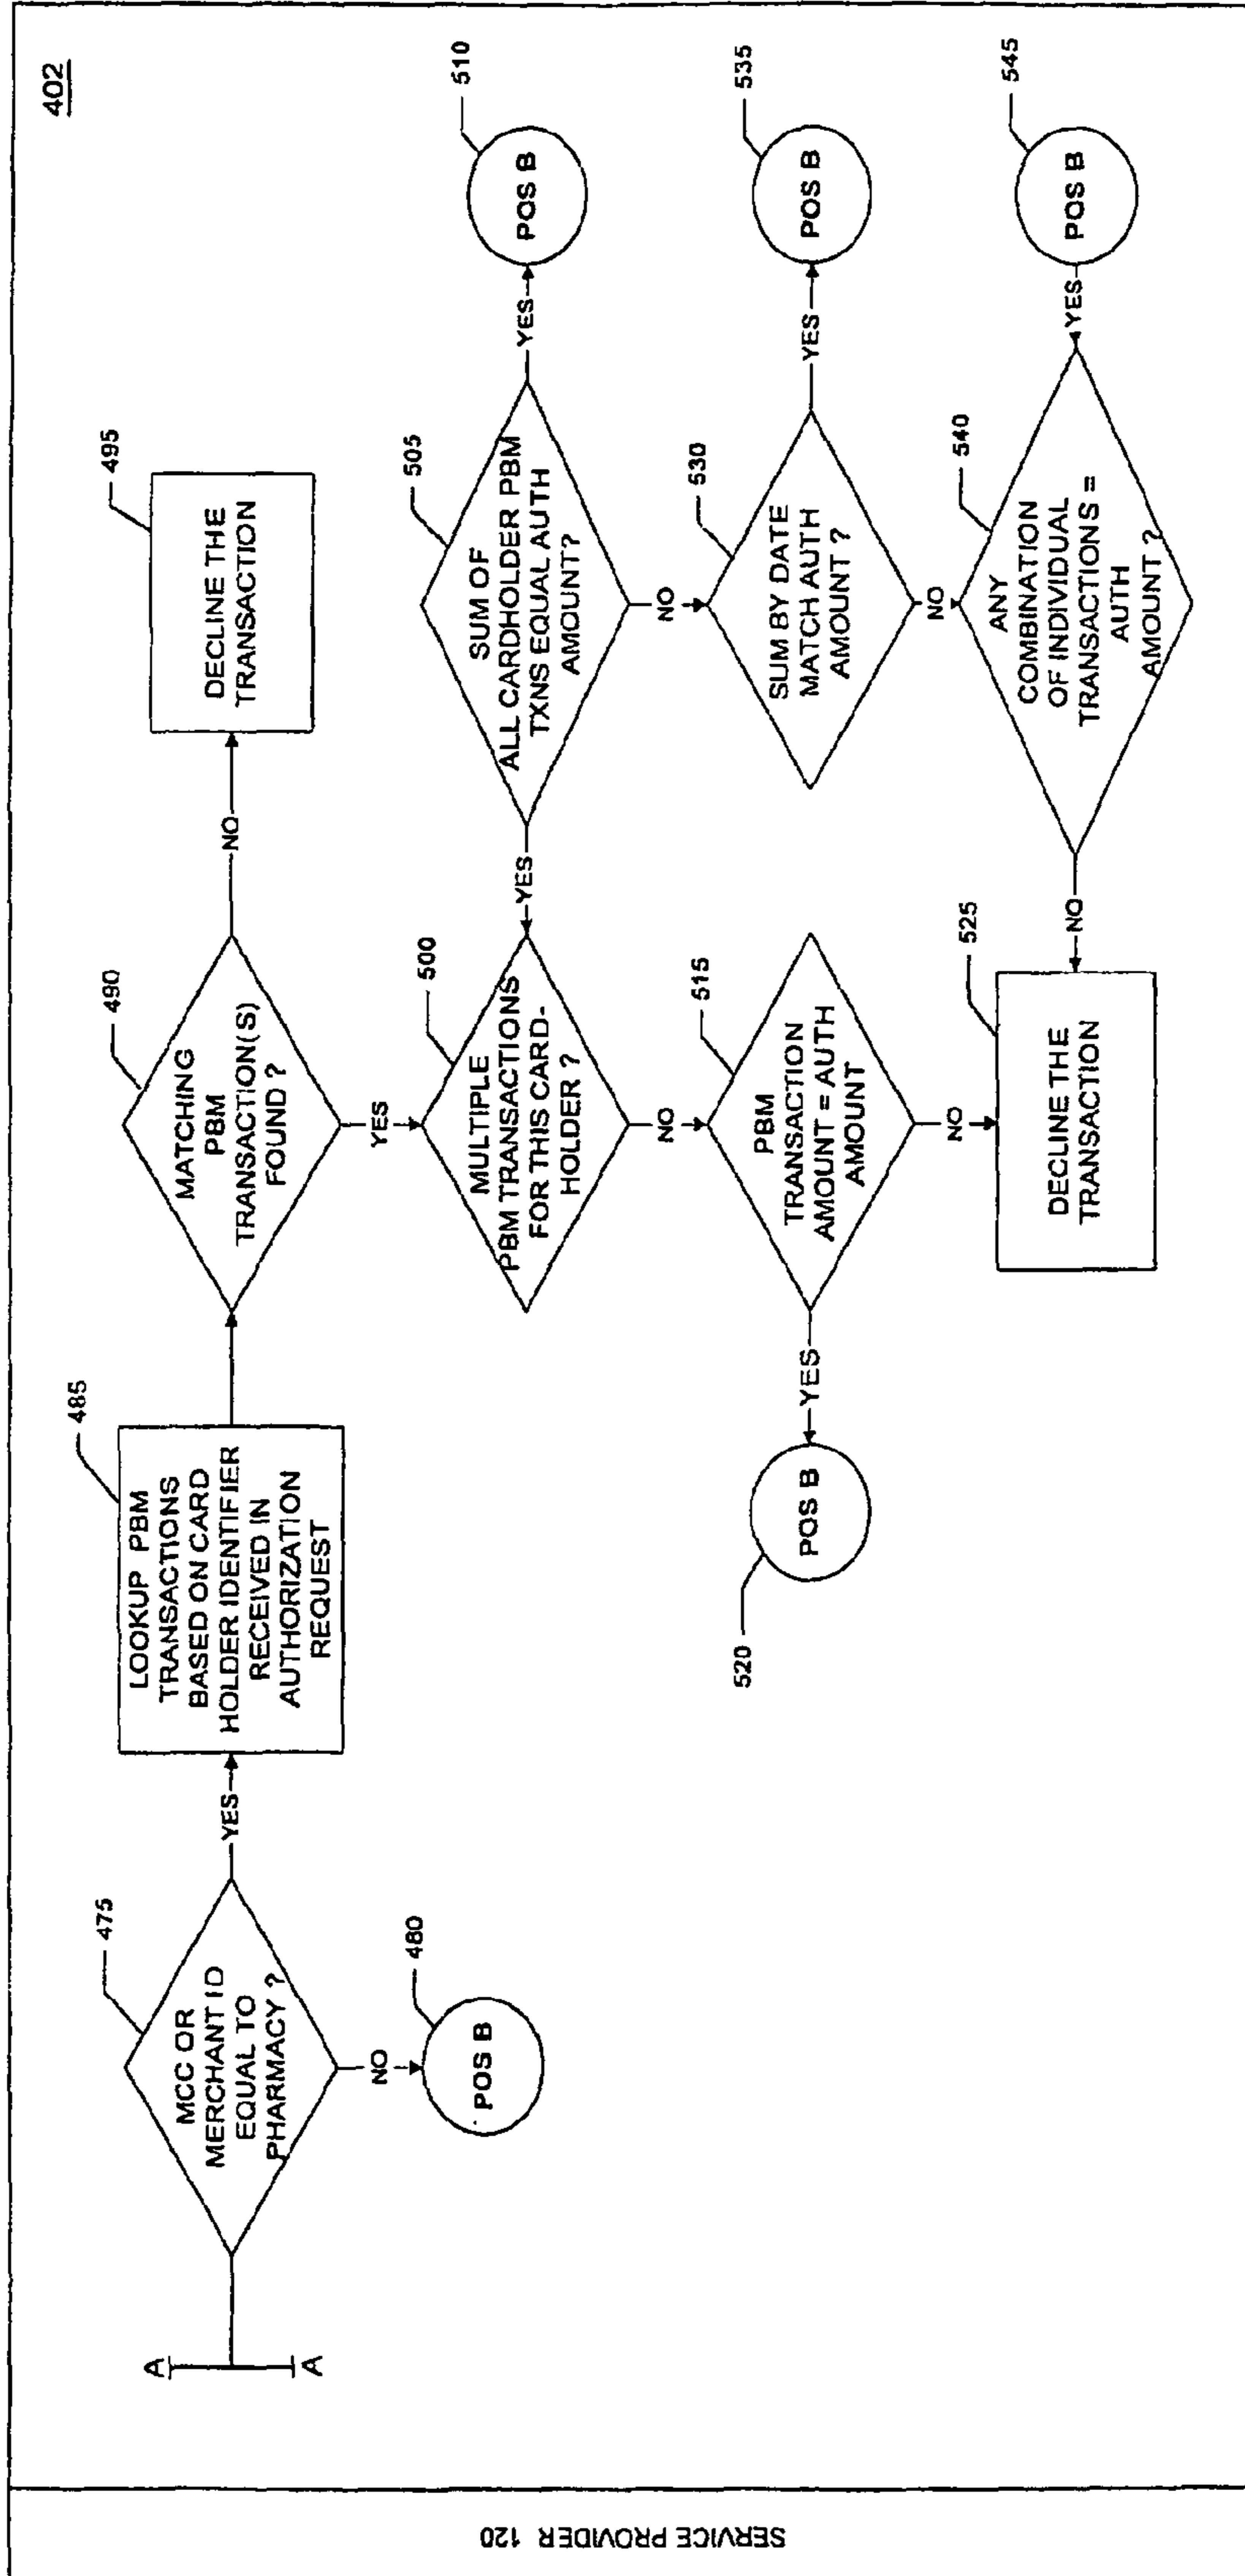 402
A
A
475
MCC OR
MERCHANT ID
EQUAL TO
PHARMACY ?
YES
NO
480
POS B
485
LOOKUP PBM
TRANSACTIONS
BASED ON CARD
HOLDER IDENTIFIER
RECEIVED IN
AUTHORIZATION
REQUEST
490
MATCHING
PBM
TRANSACTION(S)
FOUND ?
NO
495
DECLINE THE
TRANSACTION
YES
500
MULTIPLE
PBM TRANSACTIONS
FOR THIS CARD-
HOLDER ?
YES
505
SUM OF
ALL CARDHOLDER PBM
TXNS EQUAL AUTH
AMOUNT?
YES
510
POS B
NO
NO
515
PBM
TRANSACTION
AMOUNT = AUTH
AMOUNT
YES
520
POS B
NO
525
DECLINE THE
TRANSACTION
530
SUM BY DATE
MATCH AUTH
AMOUNT ?
YES
535
POS B
NO
540
ANY
COMBINATION
OF INDIVIDUAL
TRANSACTIONS =
AUTH
AMOUNT ?
NO
YES
545
POS B
SERVICE PROVIDER 120